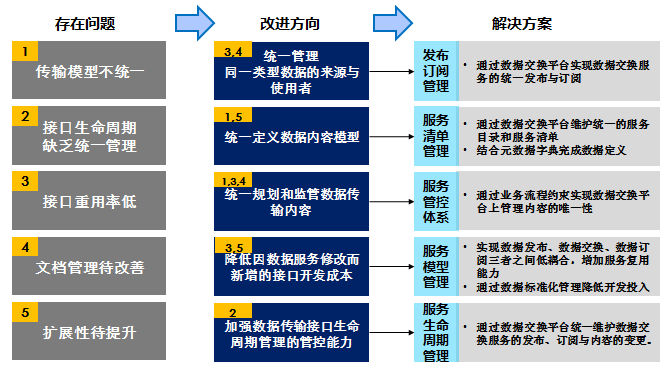 存在问题
改进方向
解决方案
1
传输模型不统一
3,4
统一管理
同一类型数据的来源与
使用者
发布
订阅
管理
• 通过数据交换平台实现数据交换服
务的统一发布与订阅
2
接口生命周期
缺乏统一管理
1,5
统一定义数据内容模型
服务
清单
管理
• 通过数据交换平台维护统一的服务
目录和服务清单
• 结合元数据字典完成数据定义
3
接口重用率低
1,3,4
统一规划和监管数据传
输内容
服务
管控
体系
• 通过业务流程约束实现数据交换平
台上管理内容的唯一性
4
文档管理待改善
3,5
降低因数据服务修改而
新增的接口开发成本
服务
模型
管理
• 实现数据发布、数据交换、数据订
阅三者之间低耦合，增加服务复用
能力
• 通过数据标准化管理降低开发投入
5
扩展性待提升
2
加强数据传输接口生命
周期管理的管控能力
服务
生命
周期
管理
• 通过数据交换平台统一维护数据交
换服务的发布、订阅与内容的变更。